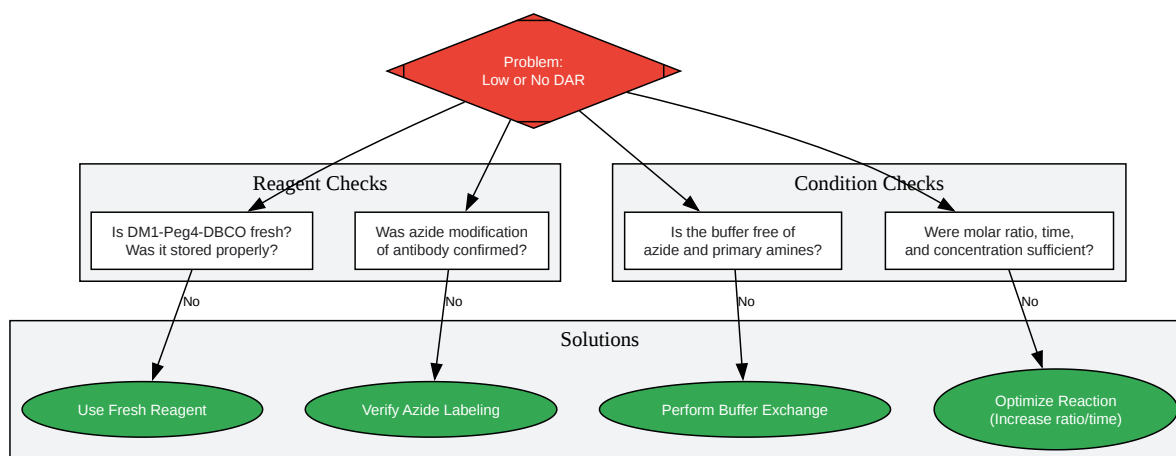 Problem:
Low or No DAR
Reagent Checks
Condition Checks
Is DM1-Peg4-DBCO fresh?
Was it stored properly?
Was azide modification
of antibody confirmed?
Is the buffer free of
azide and primary amines?
Were molar ratio, time,
and concentration sufficient?
No
No
No
No
Solutions
Use Fresh Reagent
Verify Azide Labeling
Perform Buffer Exchange
Optimize Reaction
(Increase ratio/time)